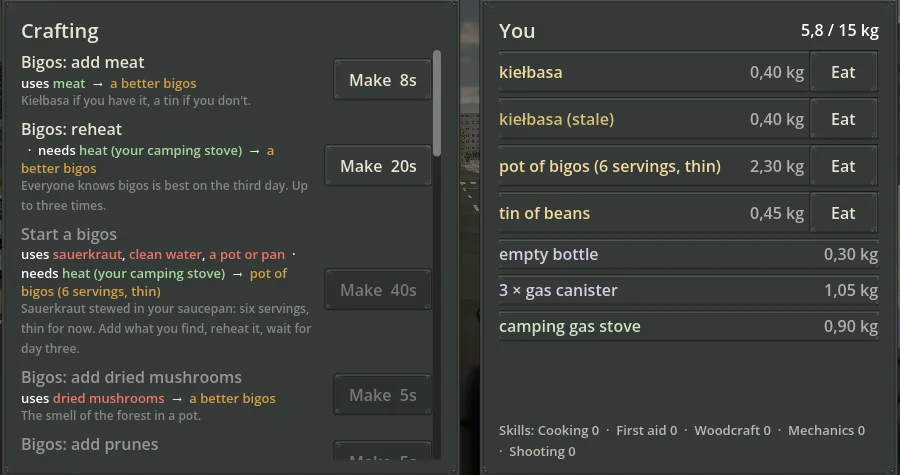 Crafting
Bigos: add meat
uses meat → a better bigos
Kiełbasa if you have it, a tin if you don't.
Make 8s
Bigos: reheat
· needs heat (your camping stove) → a
better bigos
Everyone knows bigos is best on the third day. Up
to three times.
Make 20s
Start a bigos
uses sauerkraut, clean water, a pot or pan ·
needs heat (your camping stove) → pot of
bigos (6 servings, thin)
Sauerkraut stewed in your saucepan: six servings,
thin for now. Add what you find, reheat it, wait for
day three.
Make 40s
Bigos: add dried mushrooms
uses dried mushrooms → a better bigos
The smell of the forest in a pot.
Make 5s
Bigos: add prunes
Make 5s
You 5,8 / 15 kg
kiełbasa 0,40 kg Eat
kiełbasa (stale) 0,40 kg Eat
pot of bigos (6 servings, thin) 2,30 kg Eat
tin of beans 0,45 kg Eat
empty bottle 0,30 kg
3 × gas canister 1,05 kg
camping gas stove 0,90 kg
Skills: Cooking 0 · First aid 0 · Woodcraft 0 · Mechanics 0
· Shooting 0